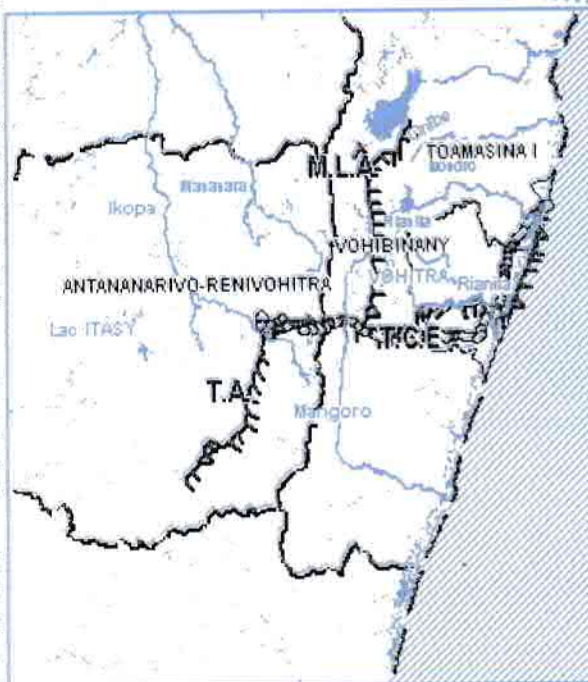 M.L.A.
TOAMASINA I
Ikopa
VOHIBINANY
VOHITRA
Rianila
ANTANANARIVO-RENIVOHITRA
Lac ITASY
T.C.E.
T.A.
Mangoro